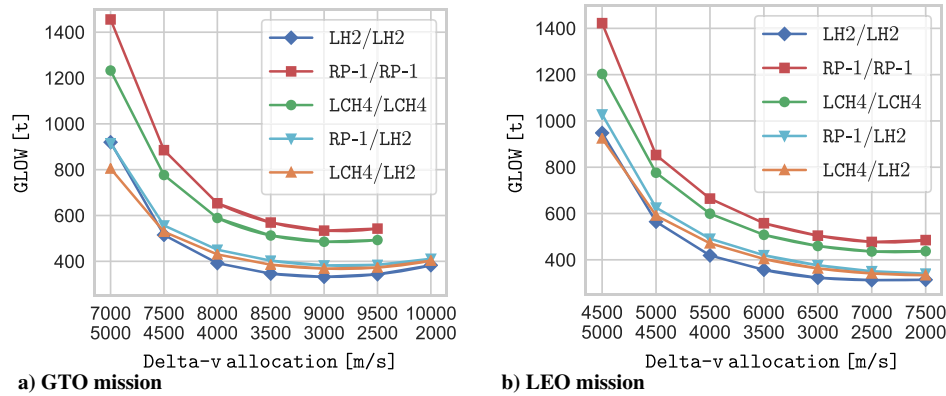 GLOW [t]
1400
1200
1000
800
600
400
LH2/LH2
RP-1/RP-1
LCH4/LCH4
RP-1/LH2
LCH4/LH2
7000 7500 8000 8500 9000 9500 10000
5000 4500 4000 3500 3000 2500 2000
Delta-v allocation [m/s]
a) GTO mission
GLOW [t]
1400
1200
1000
800
600
400
LH2/LH2
RP-1/RP-1
LCH4/LCH4
RP-1/LH2
LCH4/LH2
4500 5000 5500 6000 6500 7000 7500
5000 4500 4000 3500 3000 2500 2000
Delta-v allocation [m/s]
b) LEO mission